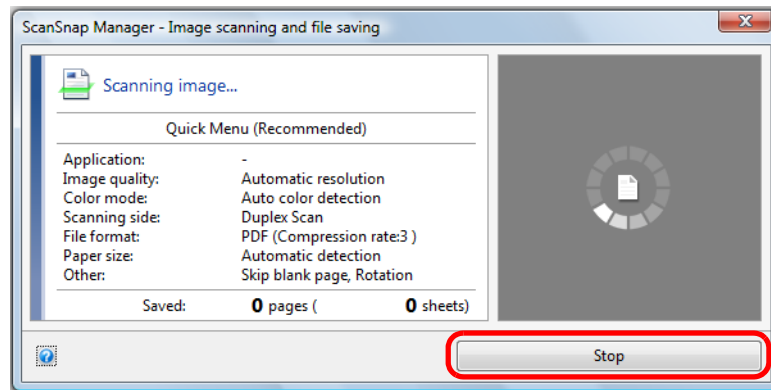 ScanSnap Manager - Image scanning and file saving
Scanning image...
Quick Menu (Recommended)
Application: -
Image quality: Automatic resolution
Color mode: Auto color detection
Scanning side: Duplex Scan
File format: PDF (Compression rate:3 )
Paper size: Automatic detection
Other: Skip blank page, Rotation
Saved: 0 pages ( 0 sheets)
Stop